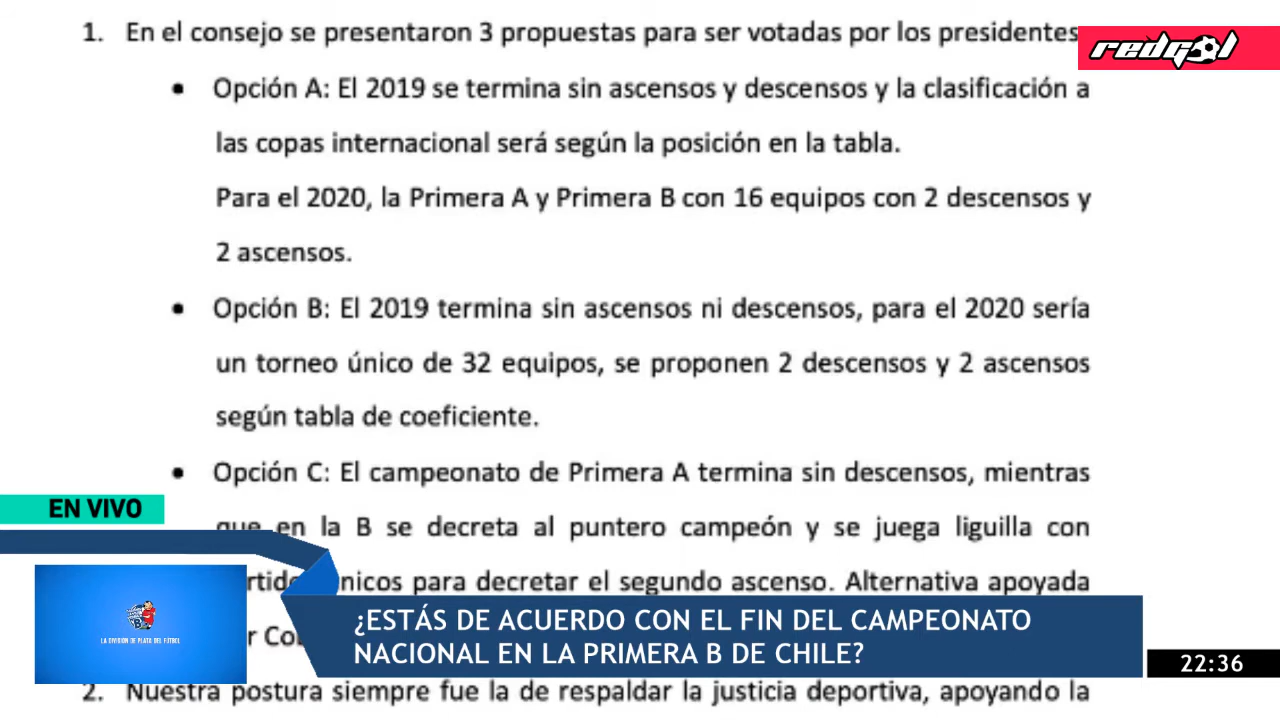 1. En el consejo se presentaron 3 propuestas para ser votadas por los presidentes
redgol
• Opción A: El 2019 se termina sin ascensos y descensos y la clasificación a
las copas internacional será según la posición en la tabla.
Para el 2020, la Primera A y Primera B con 16 equipos con 2 descensos y
2 ascensos.
• Opción B: El 2019 termina sin ascensos ni descensos, para el 2020 sería
un torneo único de 32 equipos, se proponen 2 descensos y 2 ascensos
según tabla de coeficiente.
• Opción C: El campeonato de Primera A termina sin descensos, mientras
EN VIVO
que en la B se decreta al puntero campeón y se juega liguilla con
para decretar el segundo ascenso. Alternativa apoyada
LA DIVISION DE PLATA DEL FÚTBOL
¿ESTÁS DE ACUERDO CON EL FIN DEL CAMPEONATO
NACIONAL EN LA PRIMERA B DE CHILE?
22:36
2. Nuestra postura siempre fue la de respaldar la justicia deportiva, apoyando la